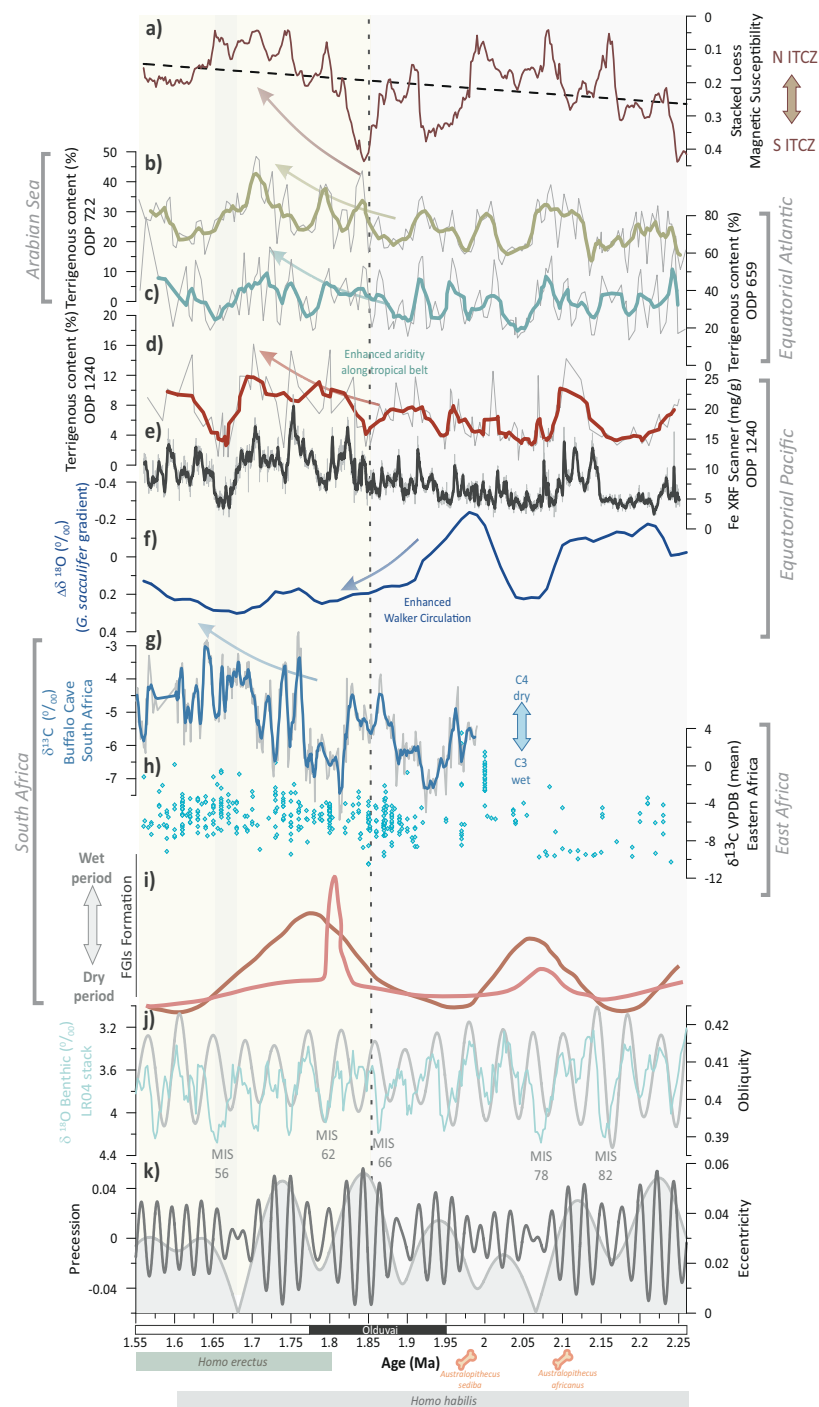 a)
0
0.1
0.2
0.3
0.4
Stacked Loess
Magnetic Susceptibility
N ITCZ
S ITCZ
Arabian Sea
Terrigenous content (%)
ODP 722
50
40
30
20
10
0
b)
c)
80
60
40
20
0
Terrigenous content (%)
ODP 659
Equatorial Atlantic
Terrigenous content (%)
ODP 1240
20
16
12
8
4
0
d)
Enhanced aridity
along tropical belt
e)
25
20
15
10
5
0
Fe XRF Scanner (mg/g)
ODP 1240
Equatorial Pacific
Δδ 18O (0/00)
(G. sacculifer gradient)
-0.4
-0.2
0
0.2
0.4
f)
Enhanced
Walker Circulation
South Africa
δ13C (0/00)
Buffalo Cave
South Africa
-3
-4
-5
-6
-7
g)
C4
dry
C3
wet
h)
4
0
-4
-8
-12
δ13C VPDB (mean)
Eastern Africa
East Africa
Wet
period
Dry
period
FGIs Formation
i)
δ 18O Benthic (0/00)
LR04 stack
3.2
3.6
4
4.4
j)
0.42
0.41
0.4
0.39
Obliquity
MIS
56
MIS
62
MIS
66
MIS
78
MIS
82
Precession
0.04
0
-0.04
k)
0.06
0.04
0.02
0
Eccentricity
Olduvai
1.55 1.6 1.65 1.7 1.75 1.8 1.85 1.9 1.95 2 2.05 2.1 2.15 2.2 2.25
Homo erectus
Age (Ma)
Australopithecus
sediba
Australopithecus
africanus
Homo habilis